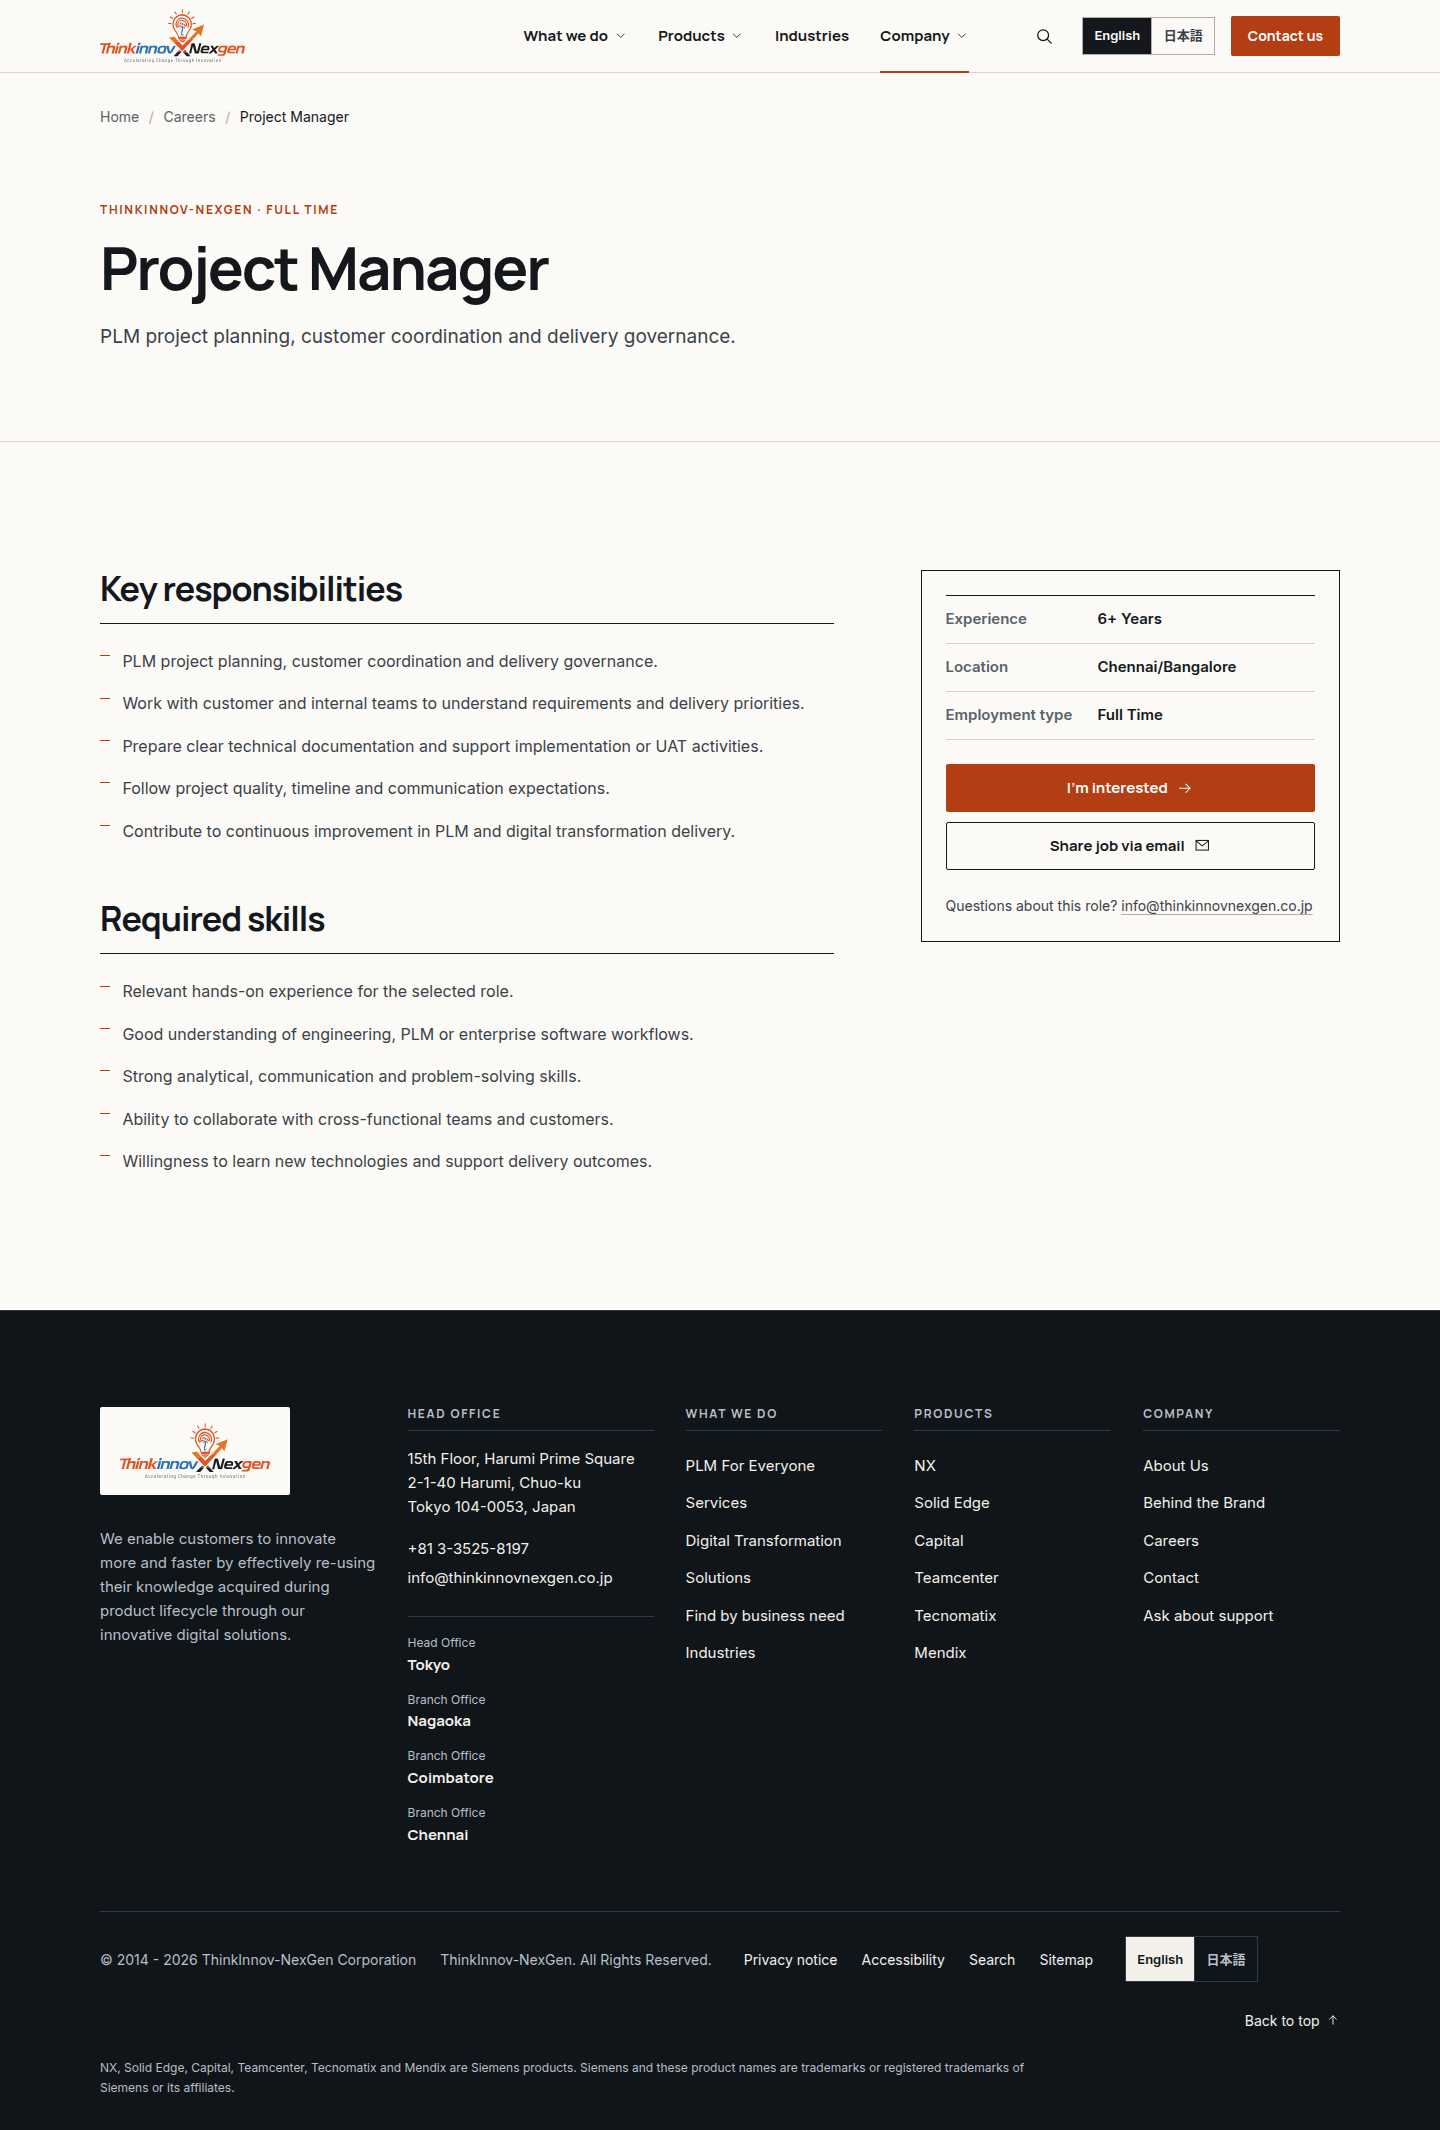 ThinkinnovXNexgen
Accelerating Change Through Innovation
What we do
Products
Industries
Company
English
日本語
Contact us
Home / Careers / Project Manager
THINKINNOV-NEXGEN · FULL TIME
Project Manager
PLM project planning, customer coordination and delivery governance.
Key responsibilities
PLM project planning, customer coordination and delivery governance.
Work with customer and internal teams to understand requirements and delivery priorities.
Prepare clear technical documentation and support implementation or UAT activities.
Follow project quality, timeline and communication expectations.
Contribute to continuous improvement in PLM and digital transformation delivery.
Required skills
Relevant hands-on experience for the selected role.
Good understanding of engineering, PLM or enterprise software workflows.
Strong analytical, communication and problem-solving skills.
Ability to collaborate with cross-functional teams and customers.
Willingness to learn new technologies and support delivery outcomes.
Experience 6+ Years
Location Chennai/Bangalore
Employment type Full Time
I'm interested →
Share job via email
Questions about this role? info@thinkinnovnexgen.co.jp
ThinkinnovXNexgen
Accelerating Change Through Innovation
We enable customers to innovate
more and faster by effectively re-using
their knowledge acquired during
product lifecycle through our
innovative digital solutions.
HEAD OFFICE
15th Floor, Harumi Prime Square
2-1-40 Harumi, Chuo-ku
Tokyo 104-0053, Japan
+81 3-3525-8197
info@thinkinnovnexgen.co.jp
Head Office
Tokyo
Branch Office
Nagaoka
Branch Office
Coimbatore
Branch Office
Chennai
WHAT WE DO
PLM For Everyone
Services
Digital Transformation
Solutions
Find by business need
Industries
PRODUCTS
NX
Solid Edge
Capital
Teamcenter
Tecnomatix
Mendix
COMPANY
About Us
Behind the Brand
Careers
Contact
Ask about support
© 2014 - 2026 ThinkInnov-NexGen Corporation
ThinkInnov-NexGen. All Rights Reserved.
Privacy notice
Accessibility
Search
Sitemap
English
日本語
Back to top ↑
NX, Solid Edge, Capital, Teamcenter, Tecnomatix and Mendix are Siemens products. Siemens and these product names are trademarks or registered trademarks of
Siemens or its affiliates.